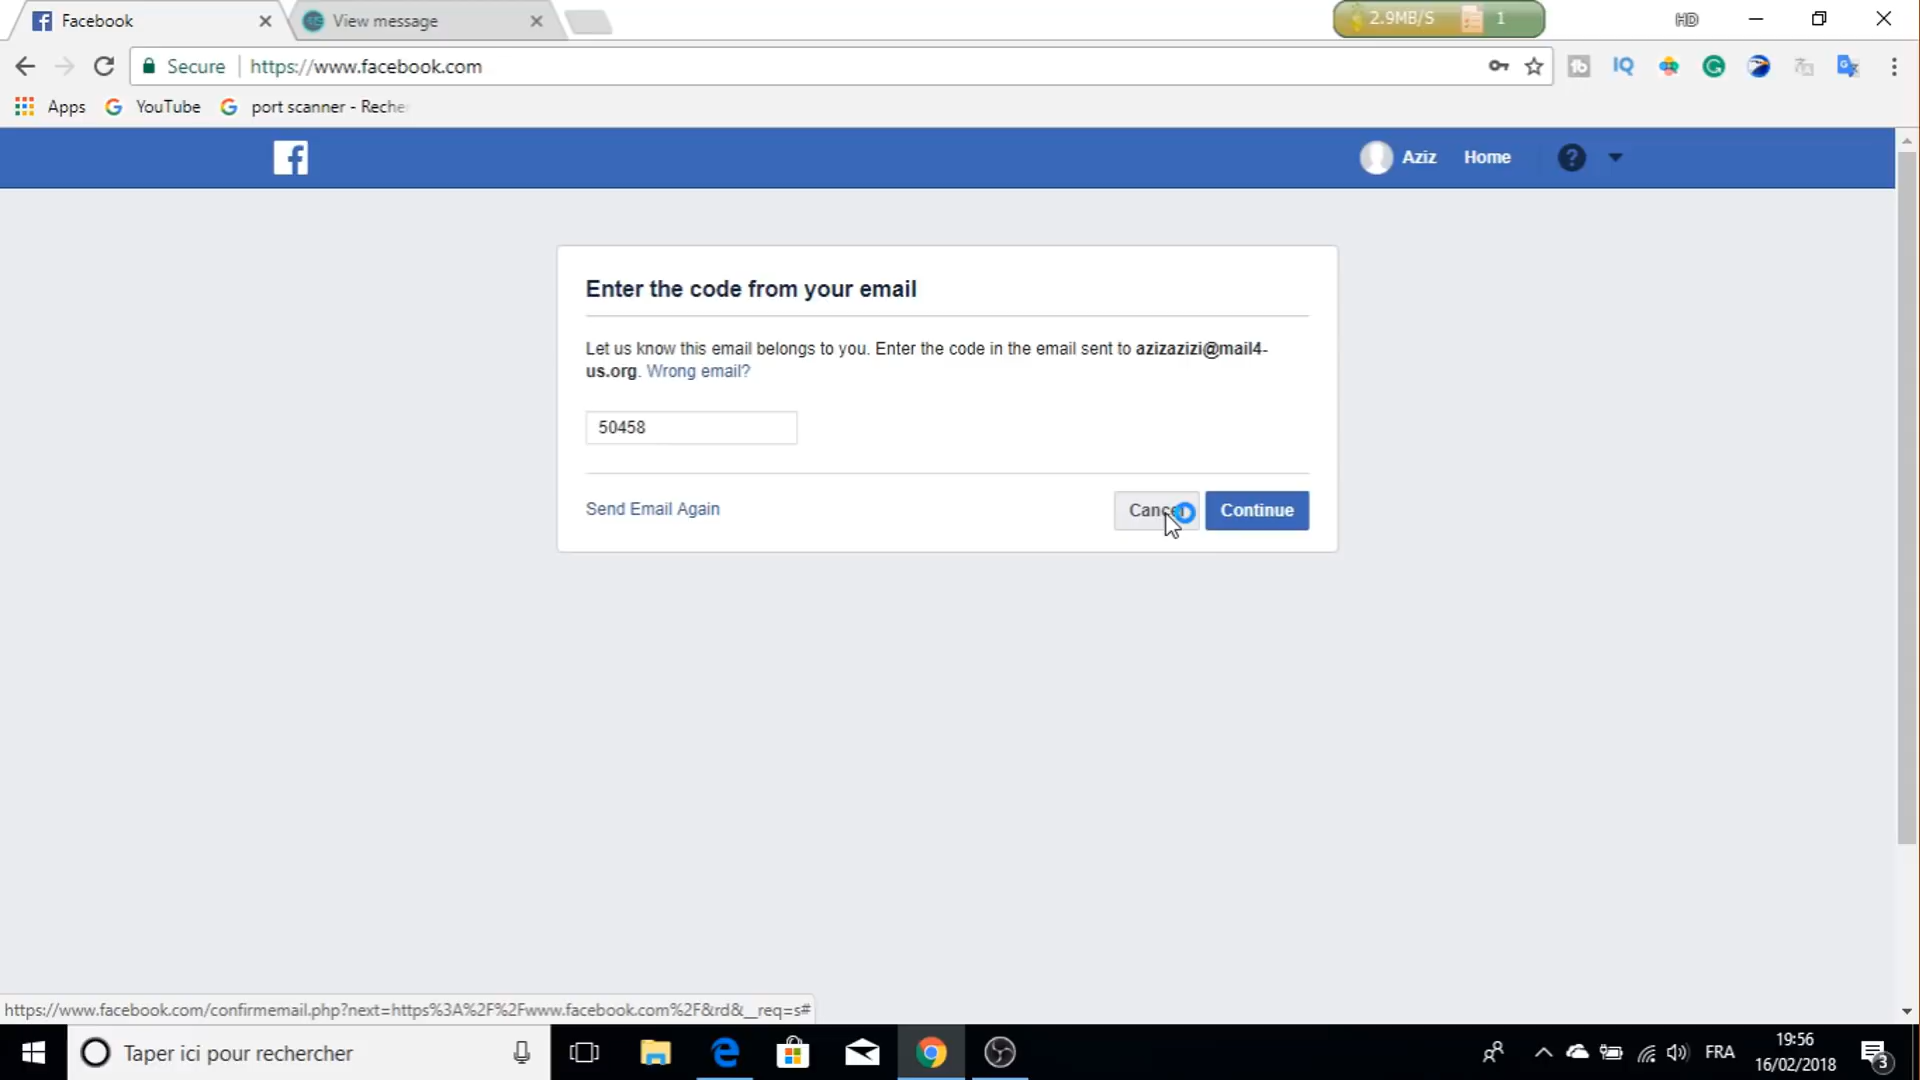 Facebook
View message
2.9MB/S
1
HD
Secure
https://www.facebook.com
Apps
YouTube
port scanner - Reche
Aziz
Home
Enter the code from your email
Let us know this email belongs to you. Enter the code in the email sent to azizazizi@mail4-
us.org. Wrong email?
50458
Send Email Again
Cancel
Continue
https://www.facebook.com/confirmemail.php?next=https%3A%2F%2Fwww.facebook.com%2F&rd&__req=s#
Taper ici pour rechercher
FRA
19:56
16/02/2018
3